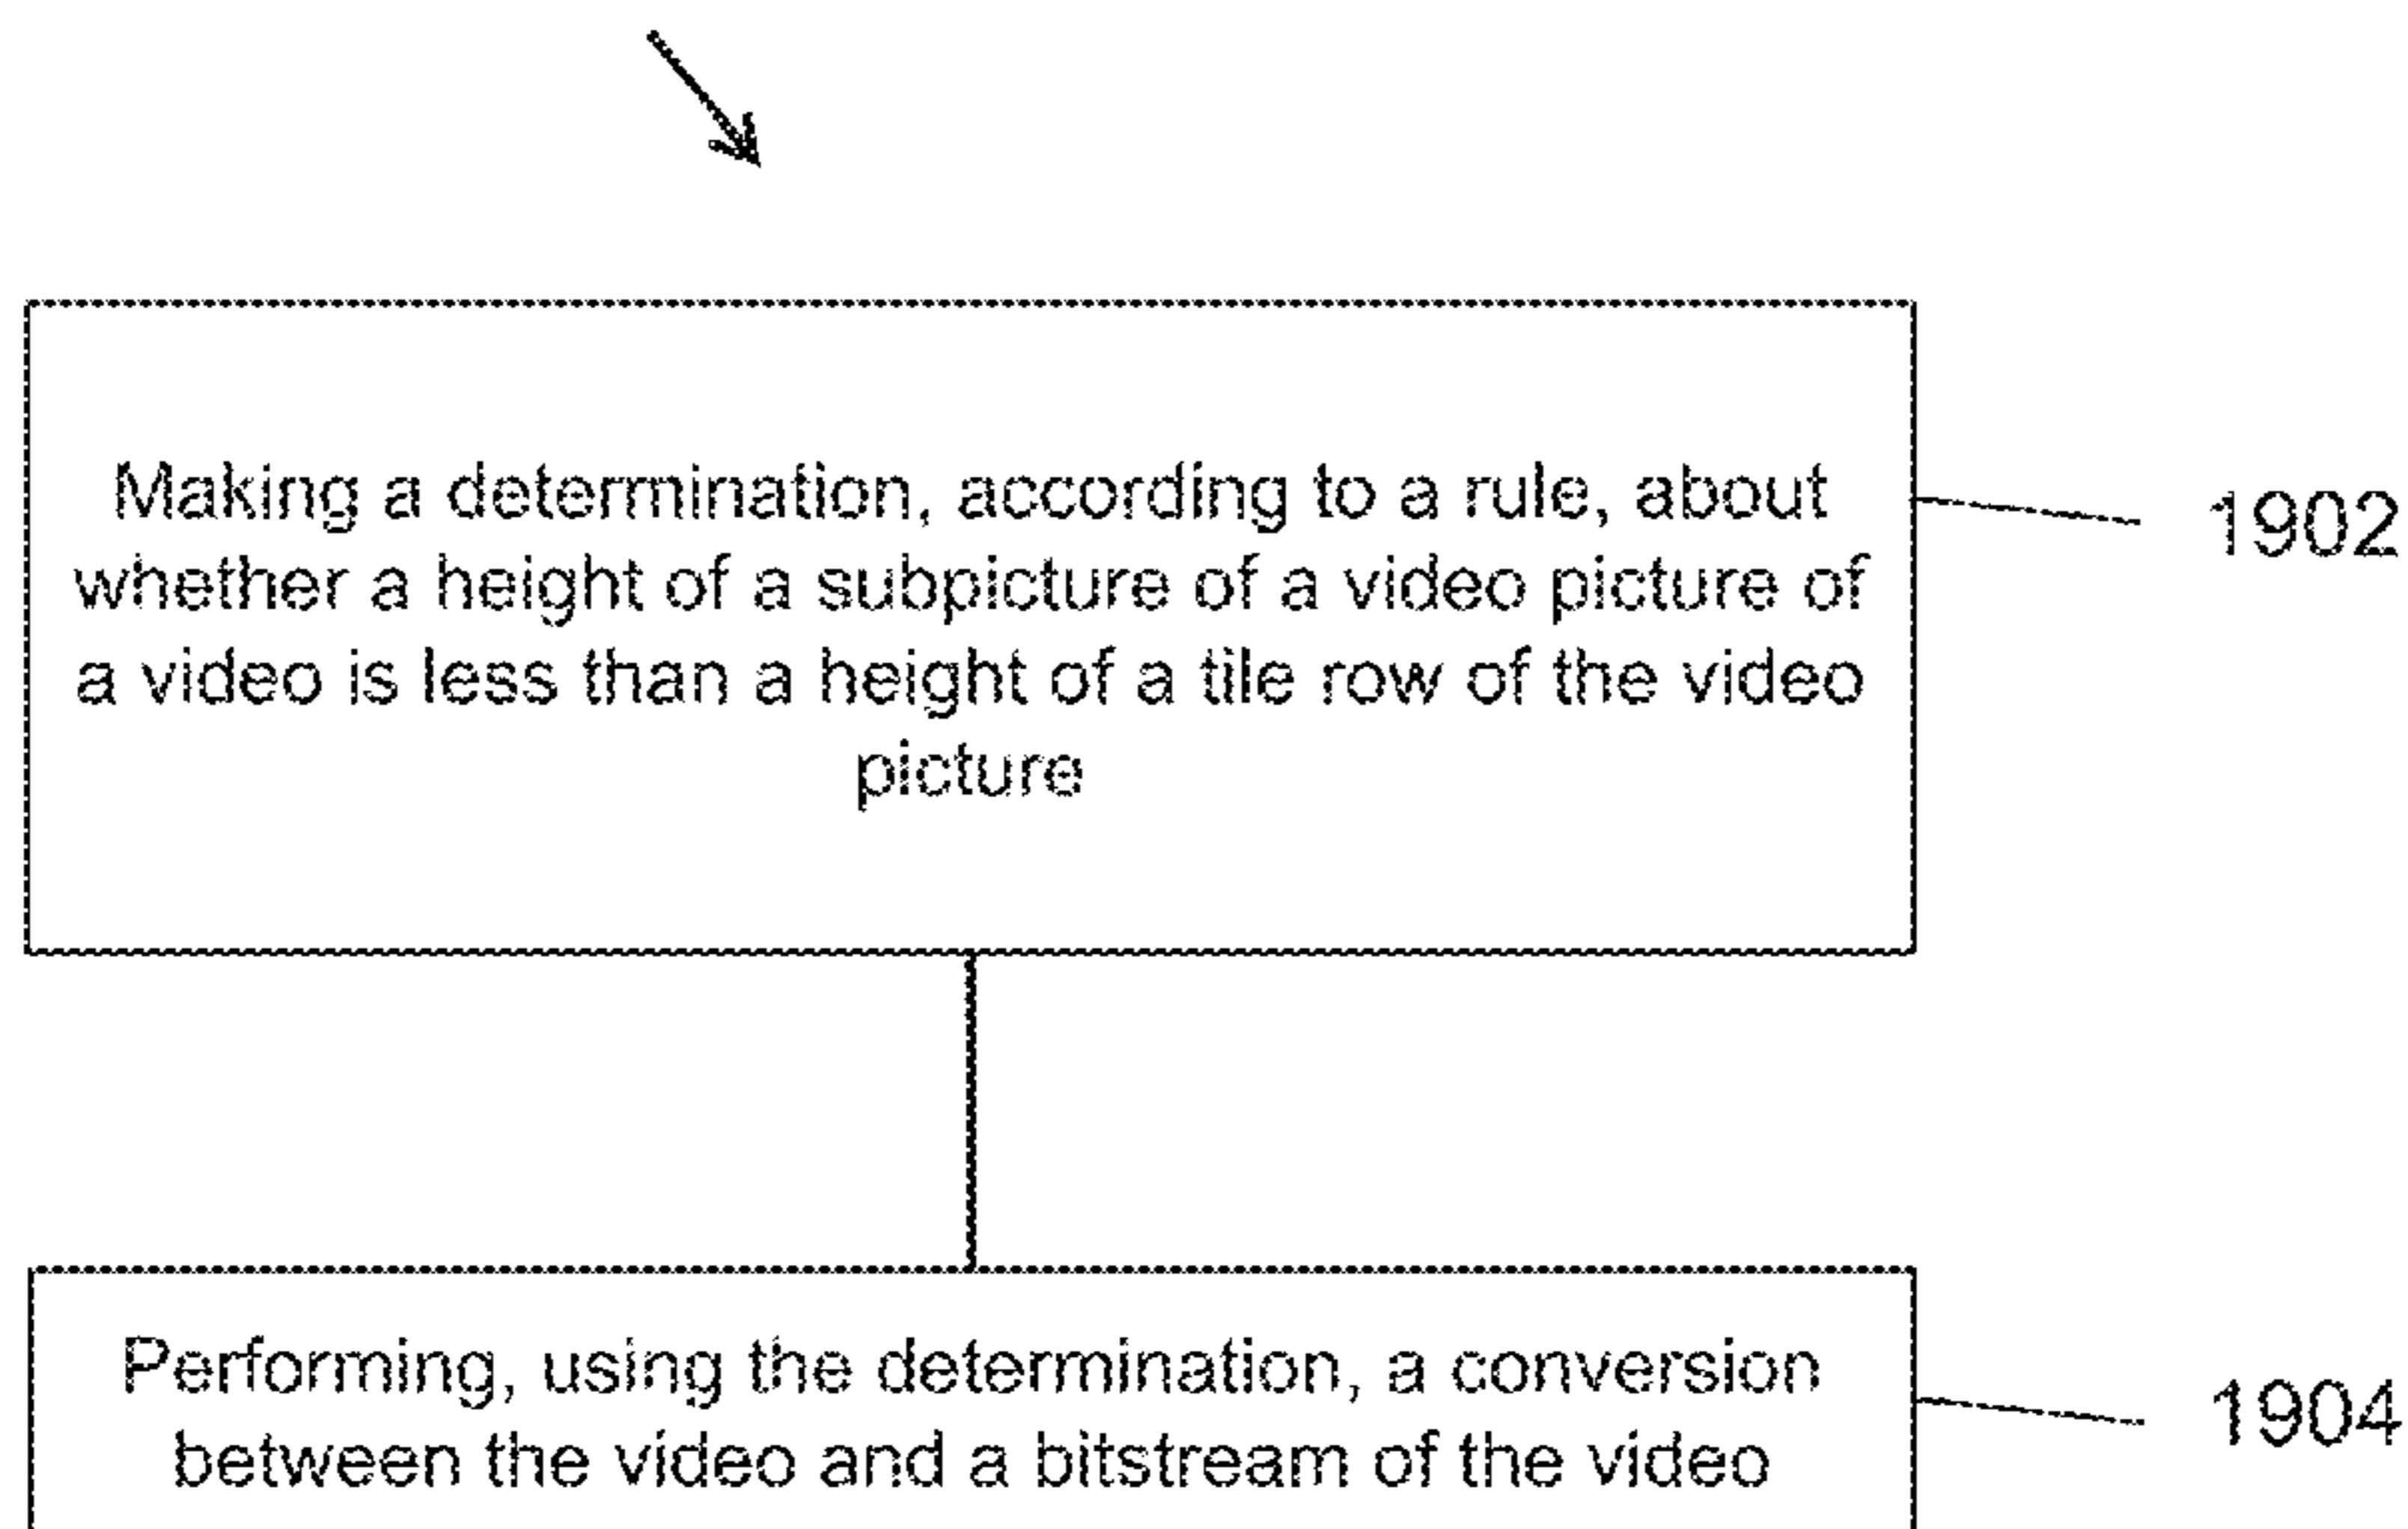 Making a determination, according to a rule, about
whether a height of a subpicture of a video picture of
a video is less than a height of a tile row of the video
picture
1902
Performing, using the determination, a conversion
between the video and a bitstream of the video
1904